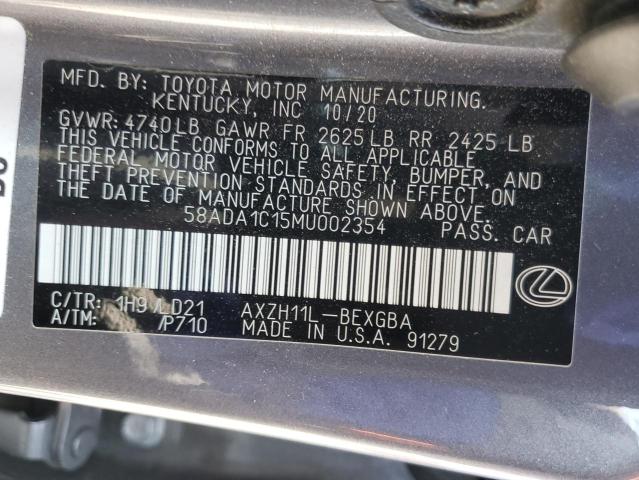 MFD. BY: TOYOTA MOTOR MANUFACTURING.
KENTUCKY, INC 10/20
GVWR: 4740 LB GAWR FR 2625 LB RR 2425 LB
THIS VEHICLE CONFORMS TO ALL APPLICABLE
FEDERAL MOTOR VEHICLE SAFETY, BUMPER, AND
THEFT PREVENTION STANDARDS IN EFFECT ON
THE DATE OF MANUFACTURE SHOWN ABOVE.
58ADA1C15MU002354 PASS. CAR
C/TR: 1H9/LD21 AXZH11L-BEXGBA
A/TM: /P710 MADE IN U.S.A. 91279